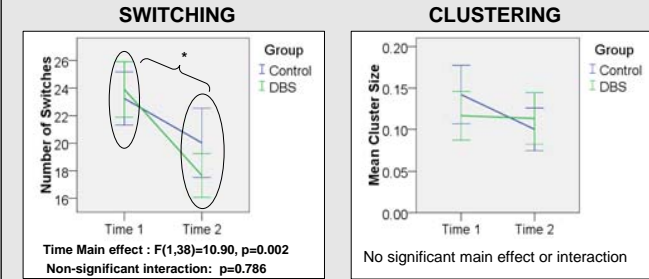 SWITCHING
*
Number of Switches
26
24
22
20
18
16
Time 1 Time 2
Group
Control
DBS
Time Main effect : F(1,38)=10.90, p=0.002
Non-significant interaction: p=0.786
CLUSTERING
Mean Cluster Size
0.20
0.15
0.10
0.05
0.00
Time 1 Time 2
Group
Control
DBS
No significant main effect or interaction